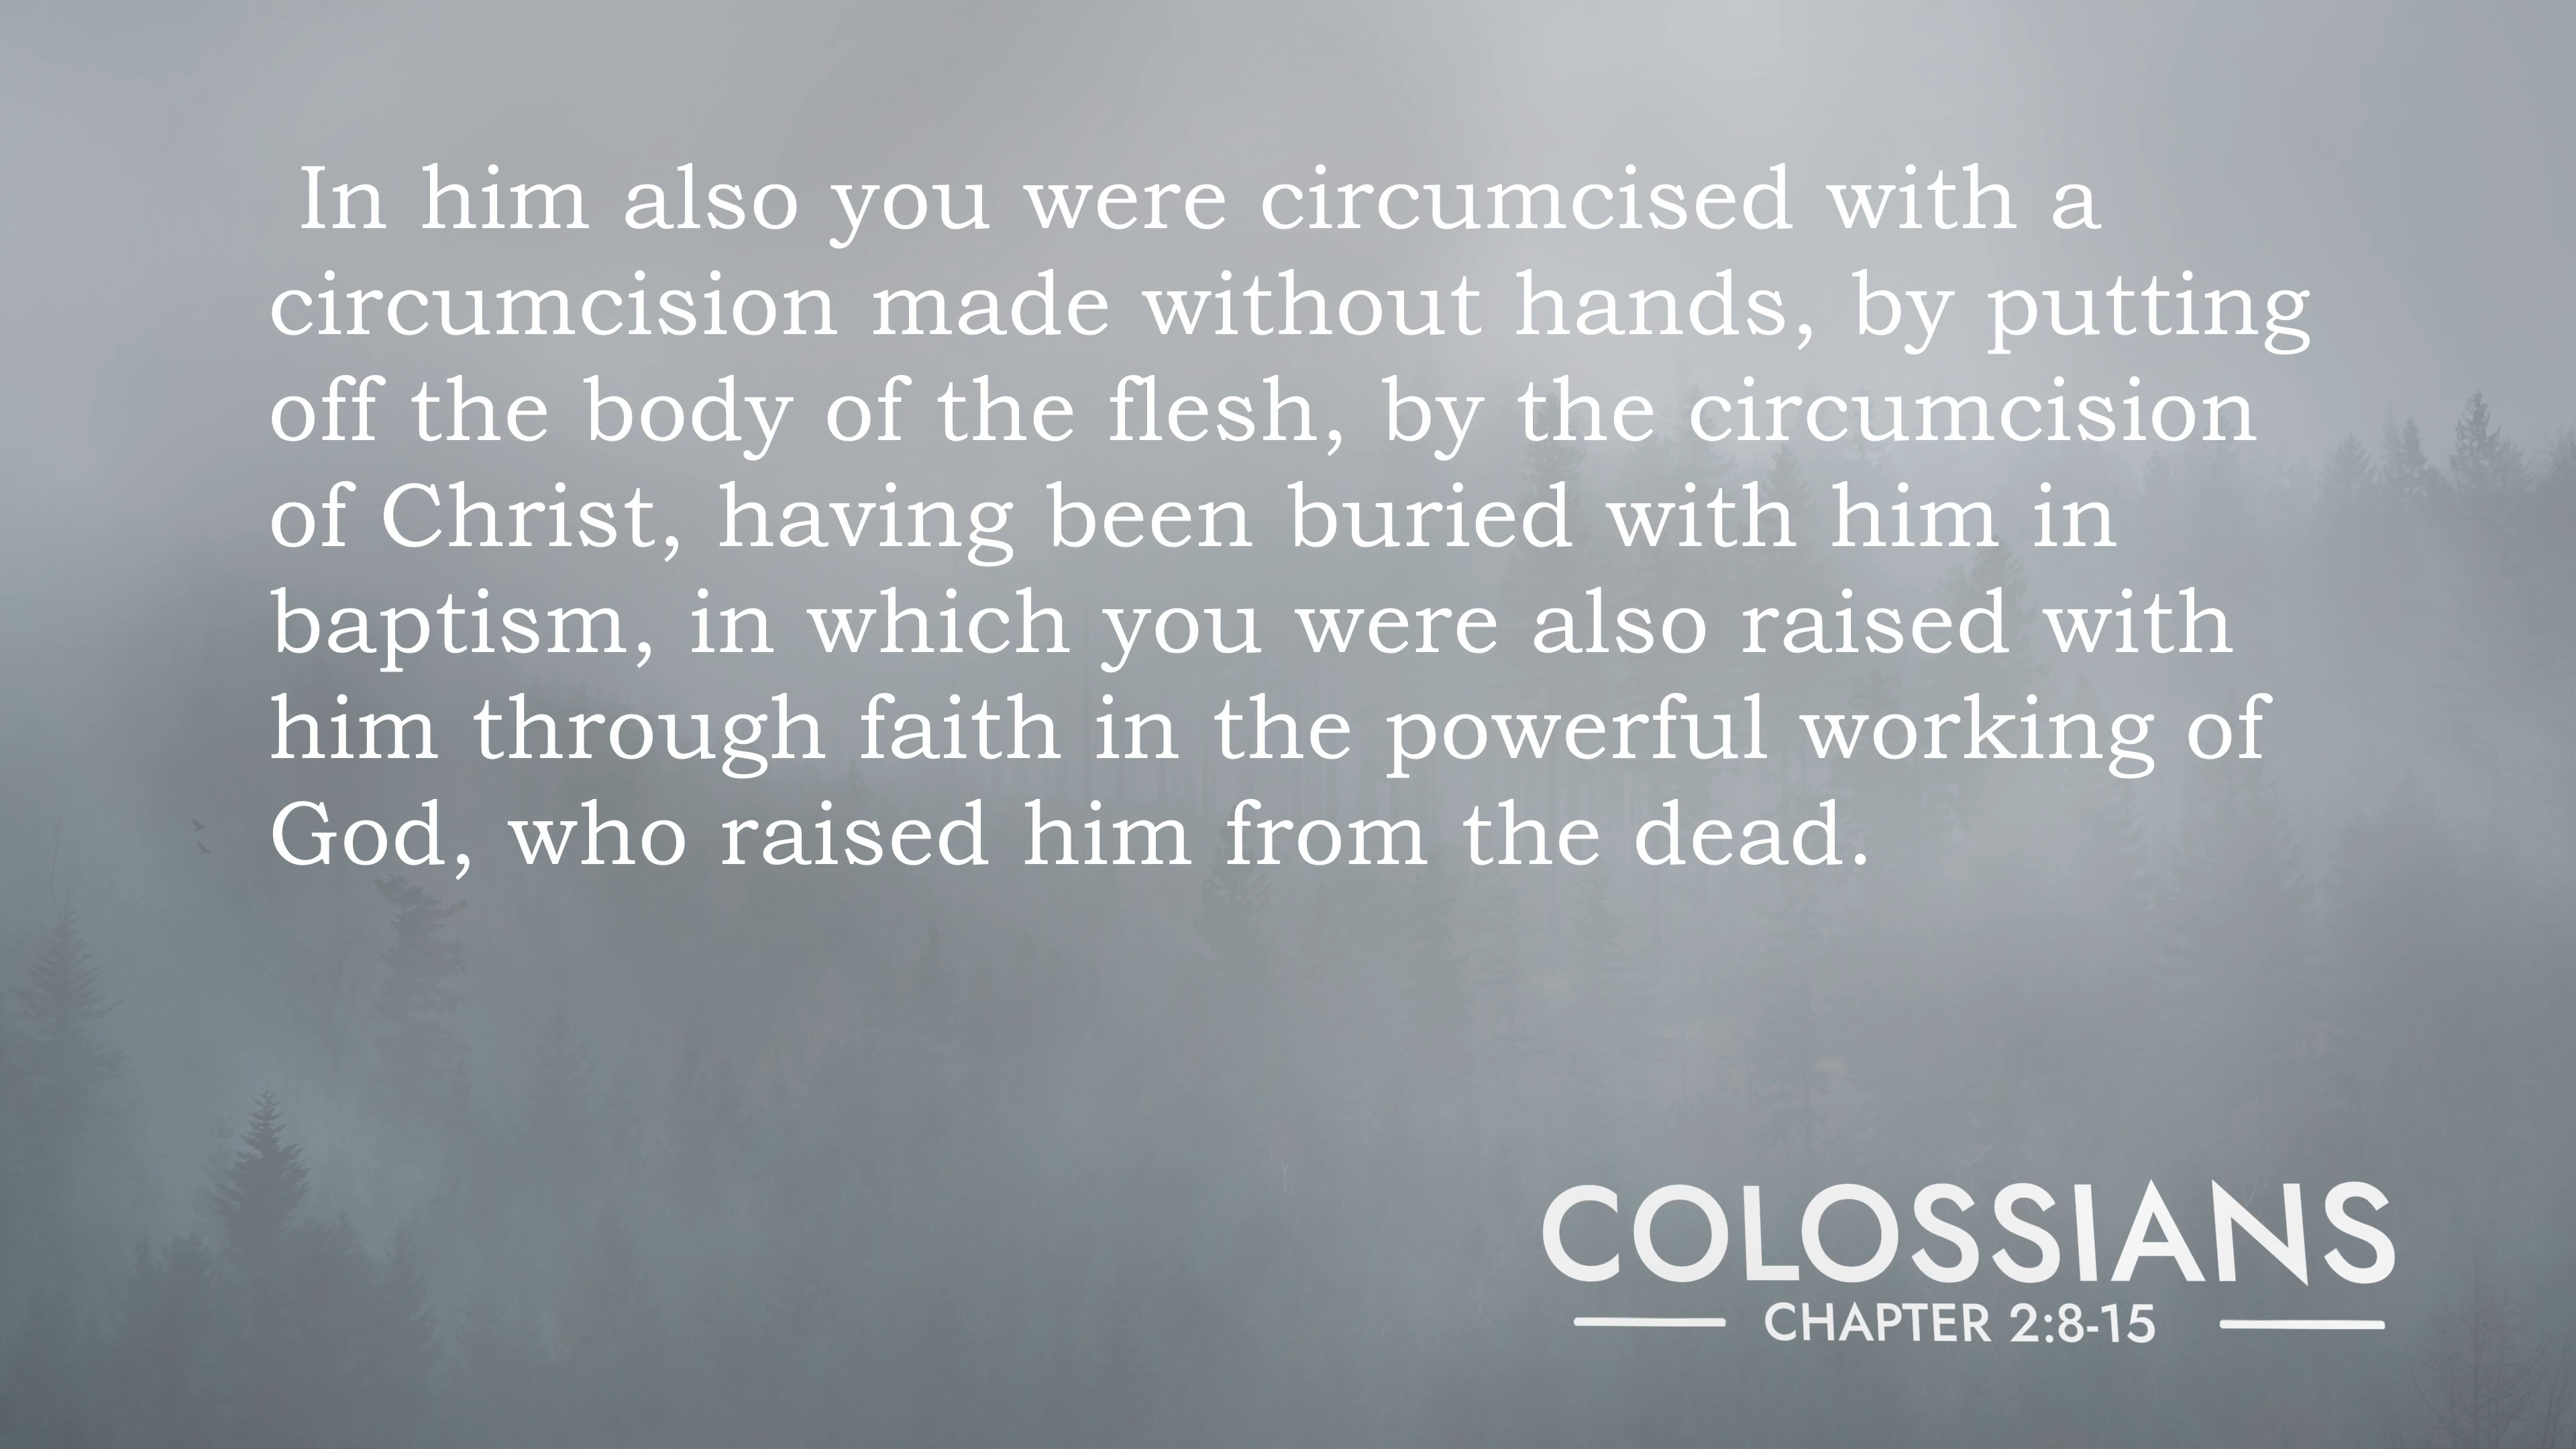 In him also you were circumcised with a
circumcision made without hands, by putting
off the body of the flesh, by the circumcision
of Christ, having been buried with him in
baptism, in which you were also raised with
him through faith in the powerful working of
God, who raised him from the dead.
COLOSSIANS
CHAPTER 2:8-15